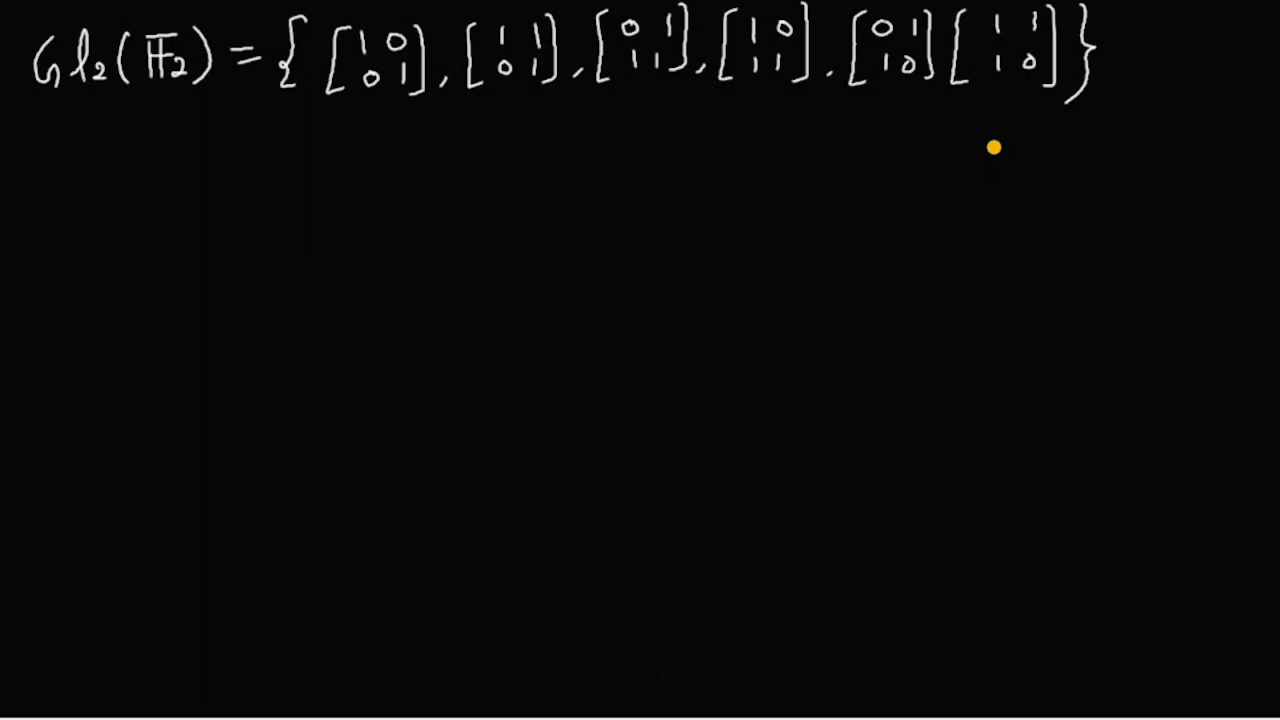 Gl₂(𝔽₂) = { [1 0; 0 1], [1 1; 0 1], [0 1; 1 1], [1 0; 1 1], [0 1; 1 0] [1 1; 1 0] }